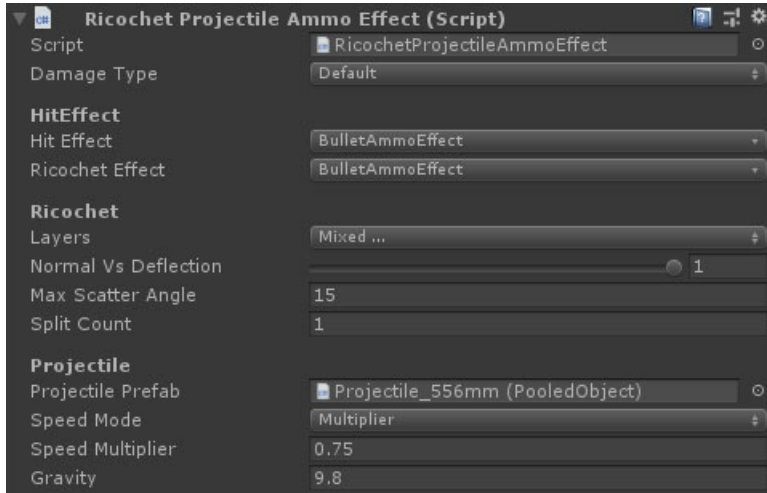 Ricochet Projectile Ammo Effect (Script)
Script RicochetProjectileAmmoEffect
Damage Type Default
HitEffect
Hit Effect BulletAmmoEffect
Ricochet Effect BulletAmmoEffect
Ricochet
Layers Mixed ...
Normal Vs Deflection 1
Max Scatter Angle 15
Split Count 1
Projectile
Projectile Prefab Projectile_556mm (PooledObject)
Speed Mode Multiplier
Speed Multiplier 0.75
Gravity 9.8